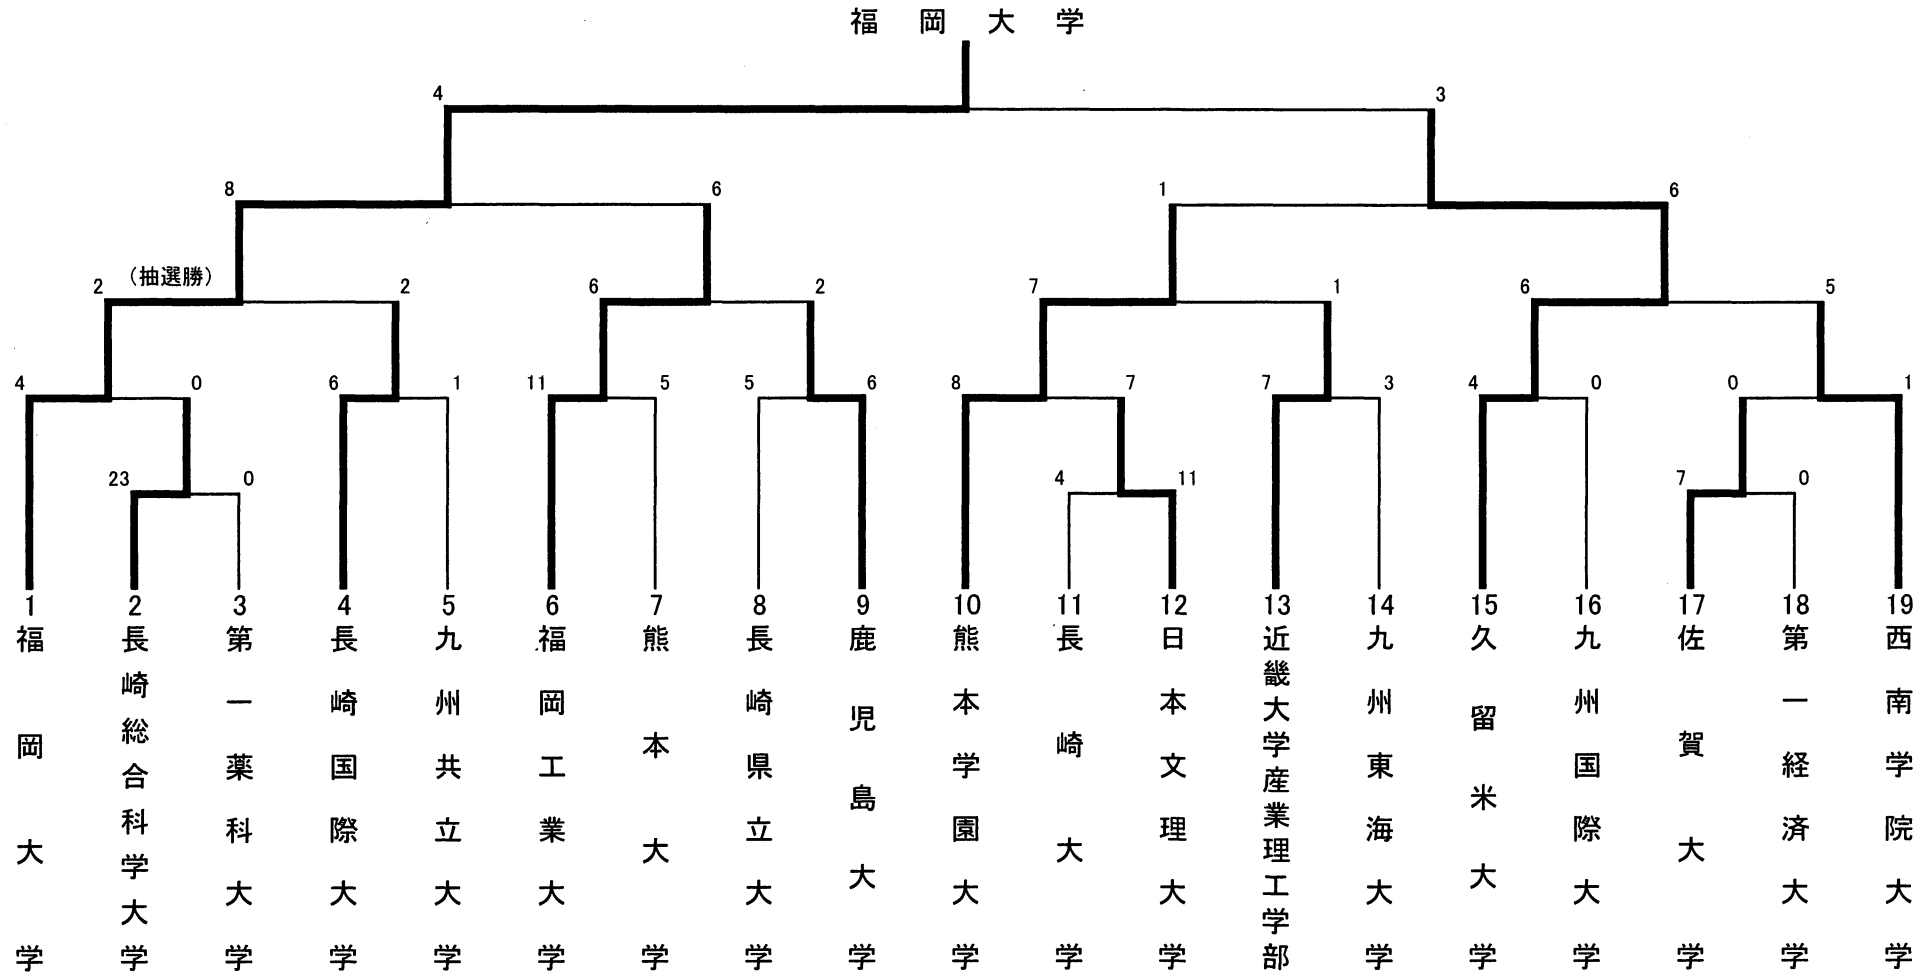 福岡大学
4 3
8 6 1 6
2 (抽選勝) 2 6 2 7 1 6 5
4 0 6 1 11 5 5 6 8 7 7 3 4 0 0 1
23 0 4 11 7 0
1 福岡大学
2 長崎総合科学大学
3 第一薬科大学
4 長崎国際大学
5 九州共立大学
6 福岡工業大学
7 熊本大学
8 長崎県立大学
9 鹿児島大学
10 熊本学園大学
11 長崎大学
12 日本文理大学
13 近畿大学産業理工学部
14 九州東海大学
15 久留米大学
16 九州国際大学
17 佐賀大学
18 第一経済大学
19 西南学院大学